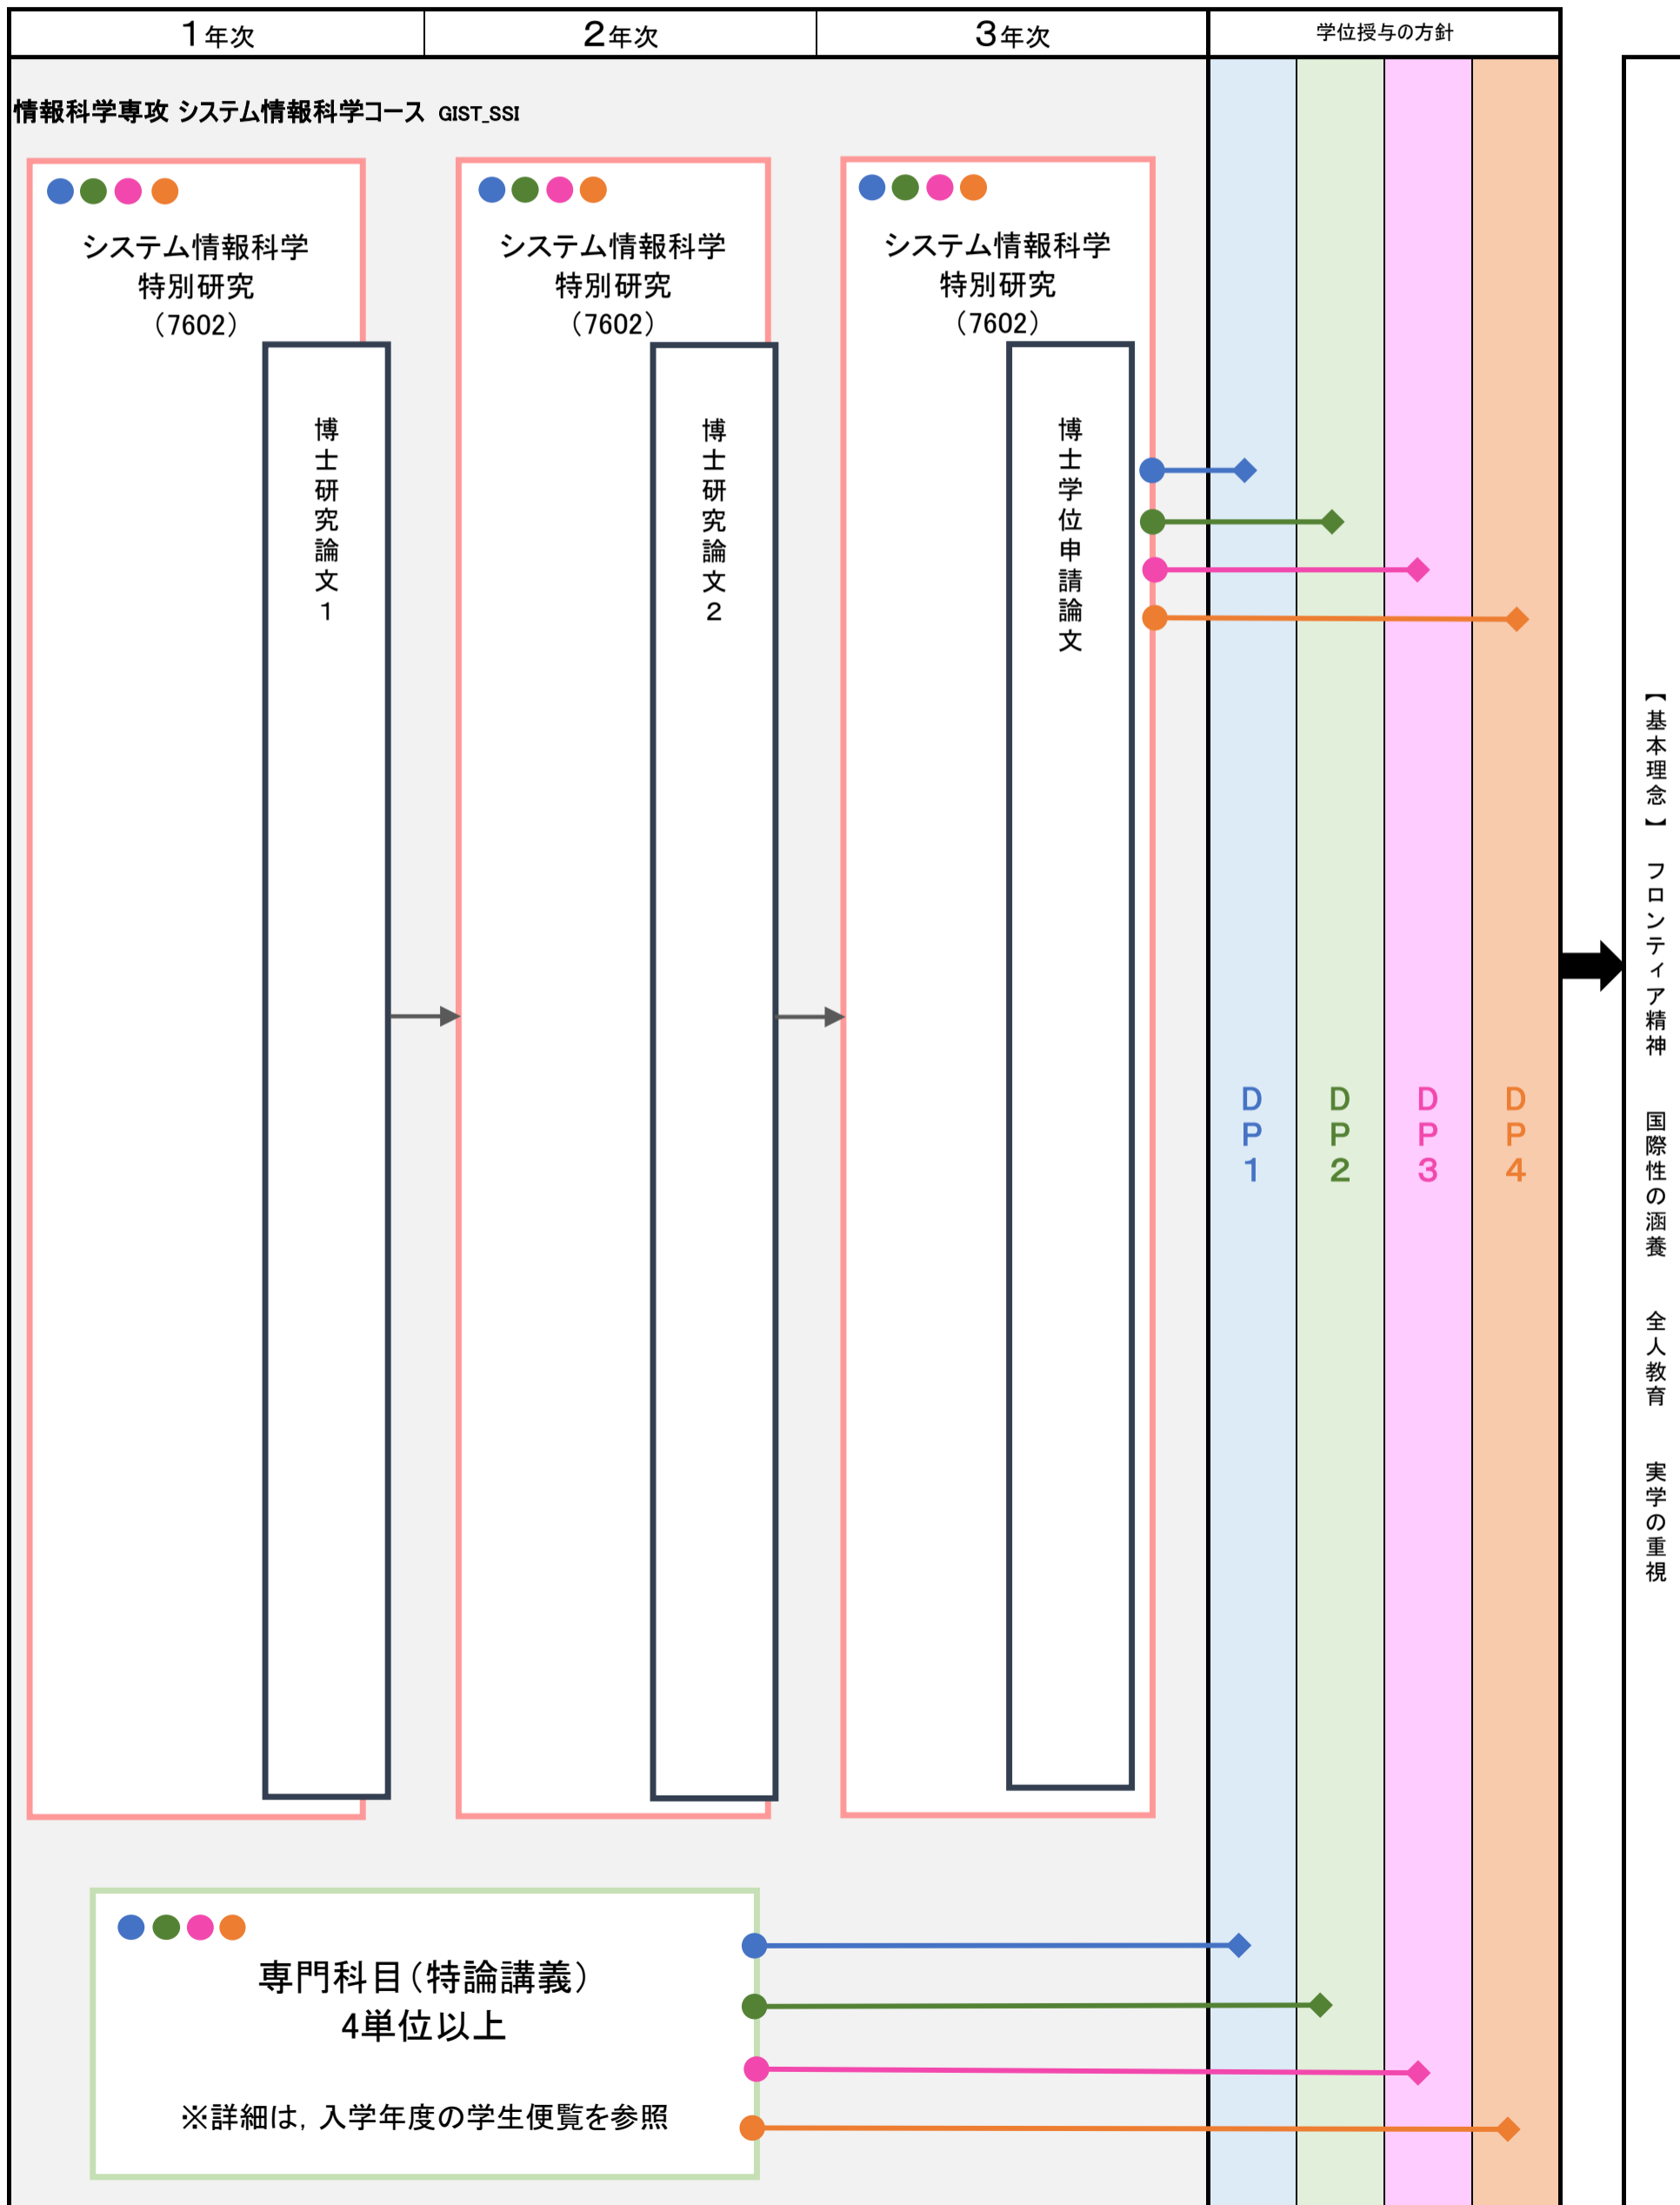 1年次
2年次
3年次
学位授与の方針
情報科学専攻 システム情報科学コース GIST_SSI
システム情報科学
特別研究
（7602）
博士研究論文1
システム情報科学
特別研究
（7602）
博士研究論文2
システム情報科学
特別研究
（7602）
博士学位申請論文
DP1
DP2
DP3
DP4
【基本理念】 フロンティア精神 国際性の涵養 全人教育 実学の重視
専門科目（特論講義）
4単位以上
※詳細は，入学年度の学生便覧を参照